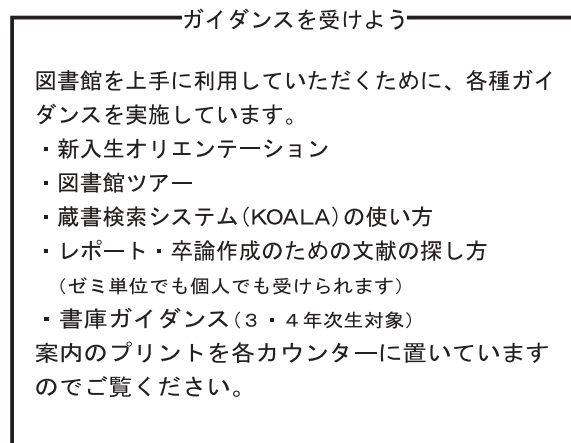 ガイダンスを受けよう
図書館を上手に利用していただくために、各種ガイ
ダンスを実施しています。
・新入生オリエンテーション
・図書館ツアー
・蔵書検索システム(KOALA)の使い方
・レポート・卒論作成のための文献の探し方
(ゼミ単位でも個人でも受けられます)
・書庫ガイダンス(3・4年次生対象)
案内のプリントを各カウンターに置いています
のでご覧ください。